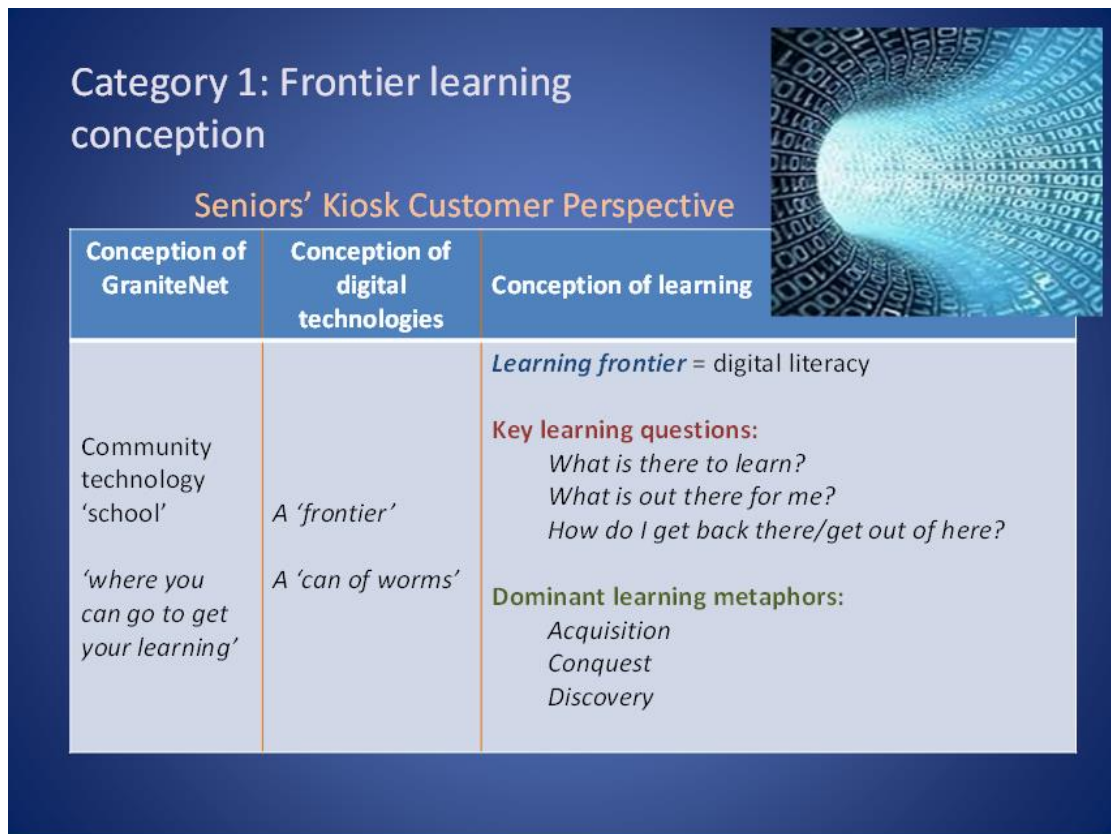 Category 1: Frontier learning
conception
Seniors’ Kiosk Customer Perspective
Conception of
GraniteNet
Conception of
digital
technologies
Conception of learning
Community
technology
‘school’
‘where you
can go to get
your learning’
A ‘frontier’
A ‘can of worms’
Learning frontier = digital literacy
Key learning questions:
What is there to learn?
What is out there for me?
How do I get back there/get out of here?
Dominant learning metaphors:
Acquisition
Conquest
Discovery